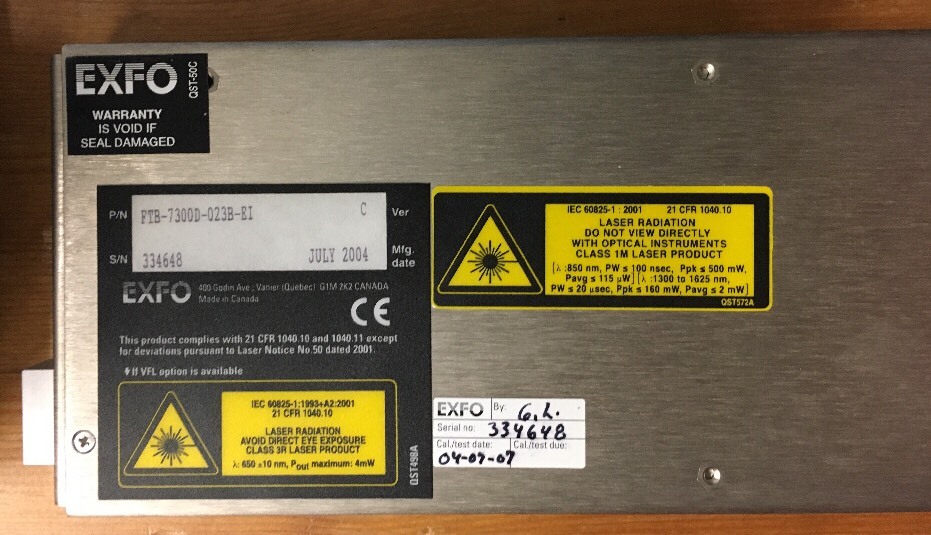 EXFO
QST-50C
WARRANTY
IS VOID IF
SEAL DAMAGED
P/N FTB-7300D-023B-EI C Ver
S/N 334648 JULY 2004 Mfg. date
EXFO 400 Godin Ave., Vanier (Québec) G1M 2K2 CANADA
Made in Canada
CE
This product complies with 21 CFR 1040.10 and 1040.11 except
for deviations pursuant to Laser Notice No.50 dated 2001.
If VFL option is available
IEC 60825-1:1993+A2:2001
21 CFR 1040.10
LASER RADIATION
AVOID DIRECT EYE EXPOSURE
CLASS 3R LASER PRODUCT
λ: 650 ±10 nm, Pout maximum: 4mW
QST498A
IEC 60825-1 : 2001 21 CFR 1040.10
LASER RADIATION
DO NOT VIEW DIRECTLY
WITH OPTICAL INSTRUMENTS
CLASS 1M LASER PRODUCT
[λ :850 nm, PW ≤ 100 nsec, Ppk ≤ 500 mW,
Pavg ≤ 115 μW] [λ :1300 to 1625 nm,
PW ≤ 20 μsec, Ppk ≤ 160 mW, Pavg ≤ 2 mW]
QST572A
EXFO By: G.L.
Serial no: 334648
Cal./test date: Cal./test due:
04-07-07